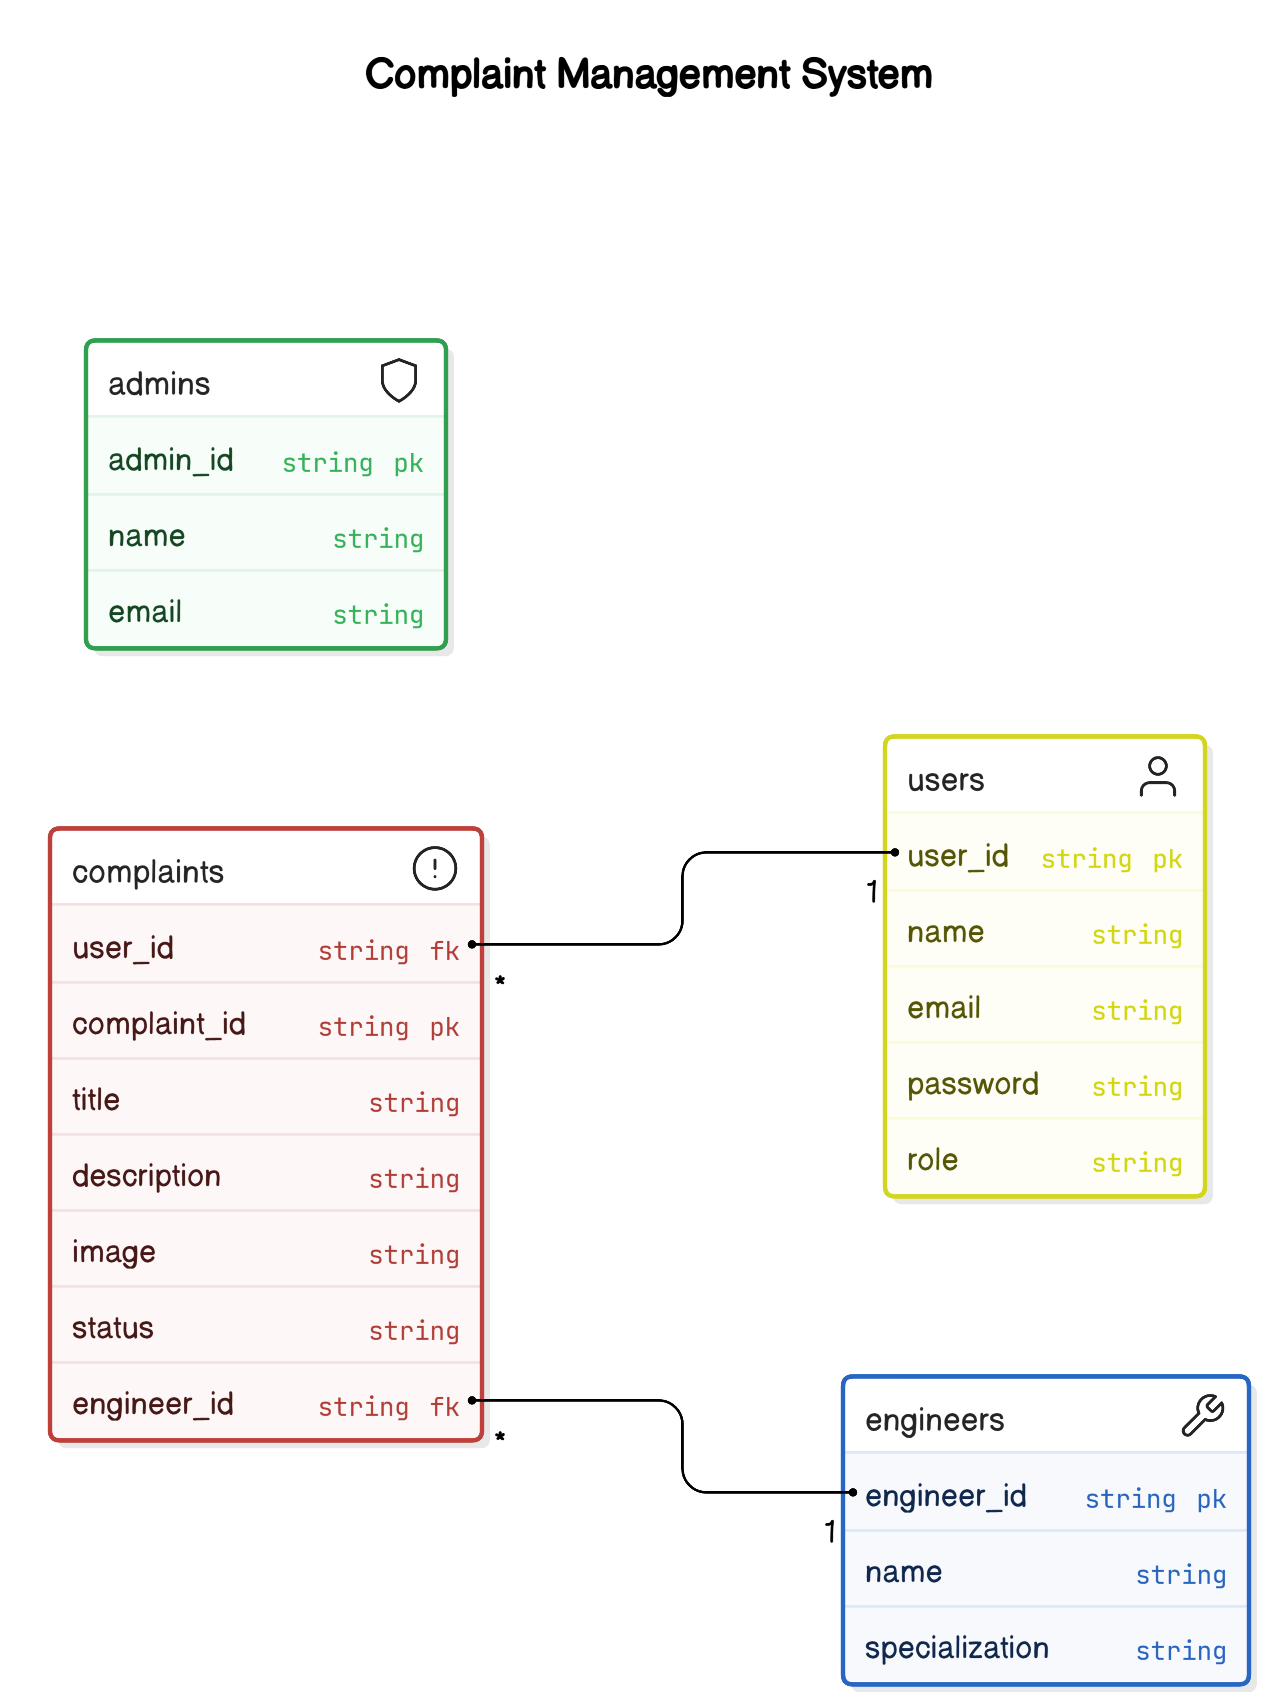 Complaint Management System
admins
admin_id string pk
name string
email string
users
user_id string pk
1
name string
email string
password string
role string
complaints
user_id string fk
*
complaint_id string pk
title string
description string
image string
status string
engineer_id string fk
*
engineers
engineer_id string pk
1
name string
specialization string